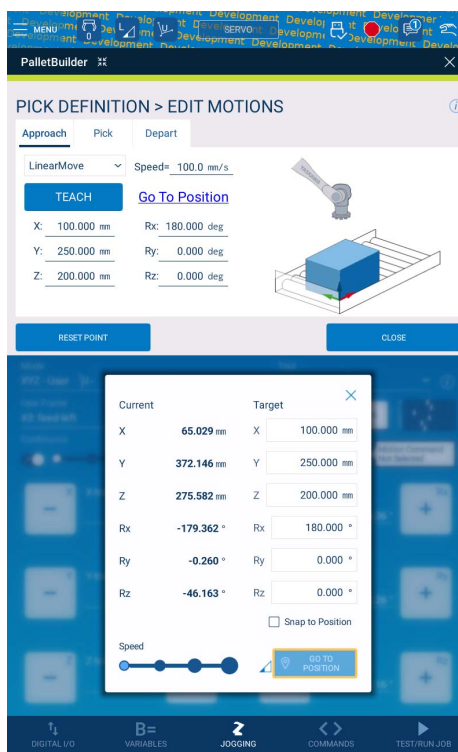 MENU
0
SERVO
1
PalletBuilder
PICK DEFINITION > EDIT MOTIONS
Approach Pick Depart
LinearMove Speed= 100.0 mm/s
TEACH Go To Position
X: 100.000 mm Rx: 180.000 deg
Y: 250.000 mm Ry: 0.000 deg
Z: 200.000 mm Rz: 0.000 deg
RESET POINT CLOSE
Current Target
X 65.029 mm X 100.000 mm
Y 372.146 mm Y 250.000 mm
Z 275.582 mm Z 200.000 mm
Rx -179.362 ° Rx 180.000 °
Ry -0.260 ° Ry 0.000 °
Rz -46.163 ° Rz 0.000 °
Snap to Position
Speed
GO TO
POSITION
DIGITAL I/O VARIABLES JOGGING COMMANDS TEST/RUN JOB